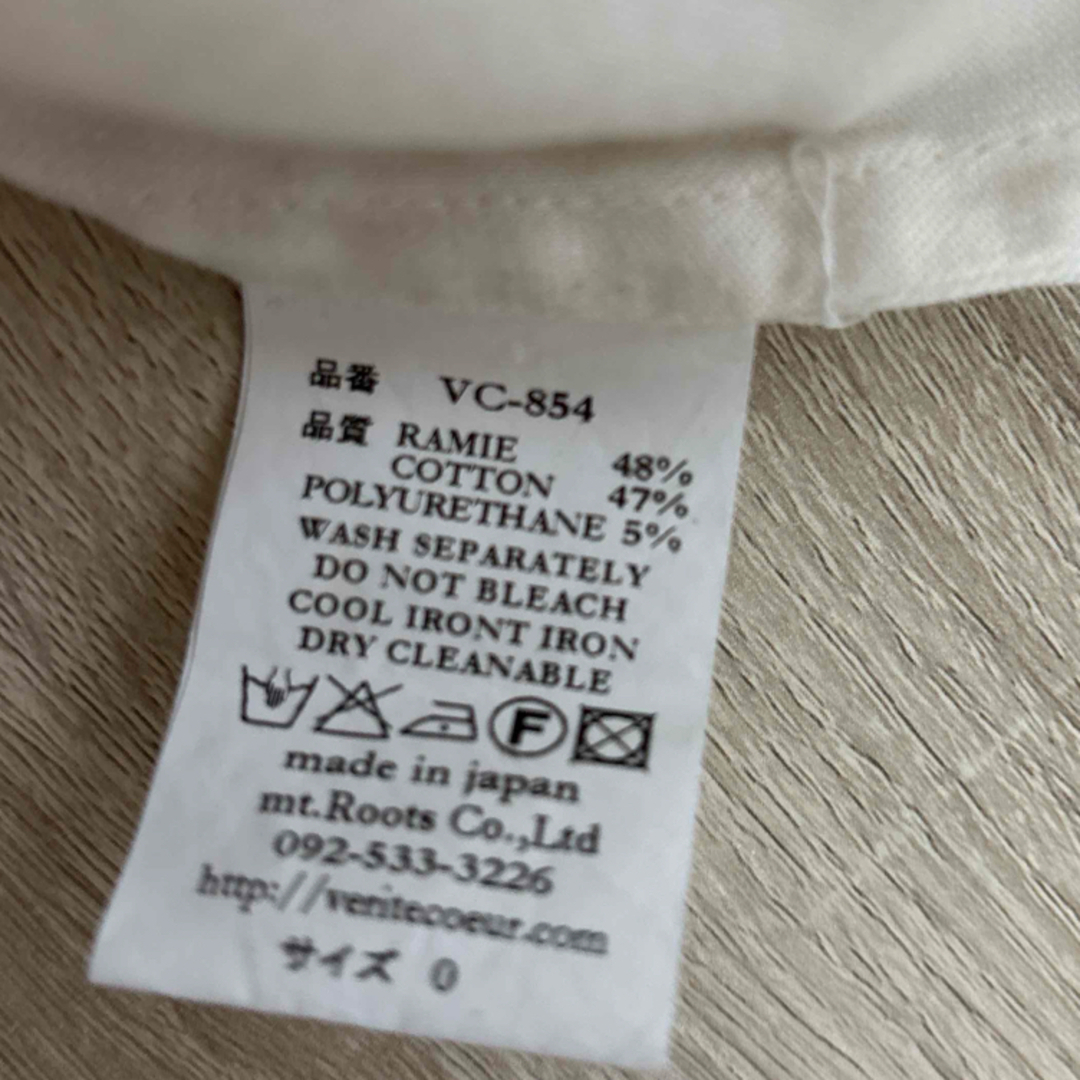 品番 VC-854
品質 RAMIE 48%
COTTON 47%
POLYURETHANE 5%
WASH SEPARATELY
DO NOT BLEACH
COOL IRONT IRON
DRY CLEANABLE
F
made in japan
mt.Roots Co.,Ltd
092-533-3226
http://veritecoeur.com
サイズ 0